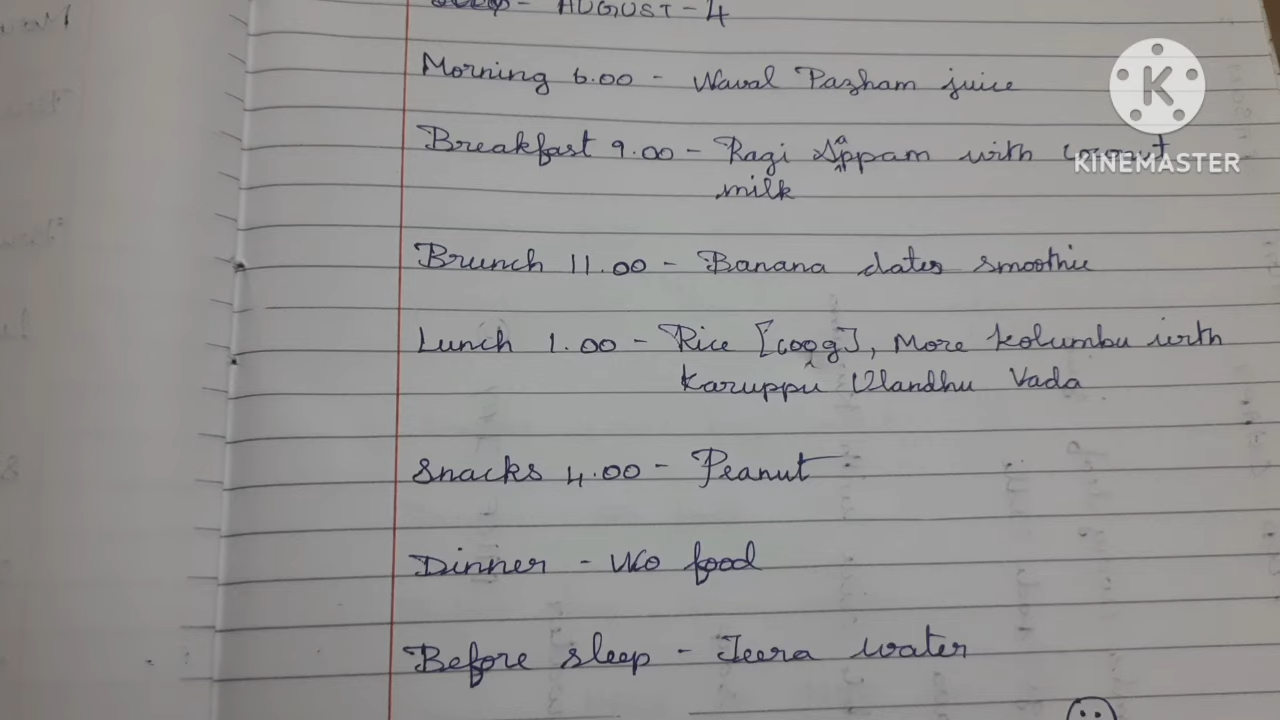 AUGUST - 4
Morning 6.00 - Naval Pazham juice
Breakfast 9.00 - Ragi Aappam with
milk
Brunch 11.00 - Banana dates smoothie
Lunch 1.00 - Rice [100g], More Kolumbu with
Karuppu Ulandhu Vada
Snacks 4.00 - Peanut
Dinner - No food
Before sleep - Jeera water
K
KINEMASTER